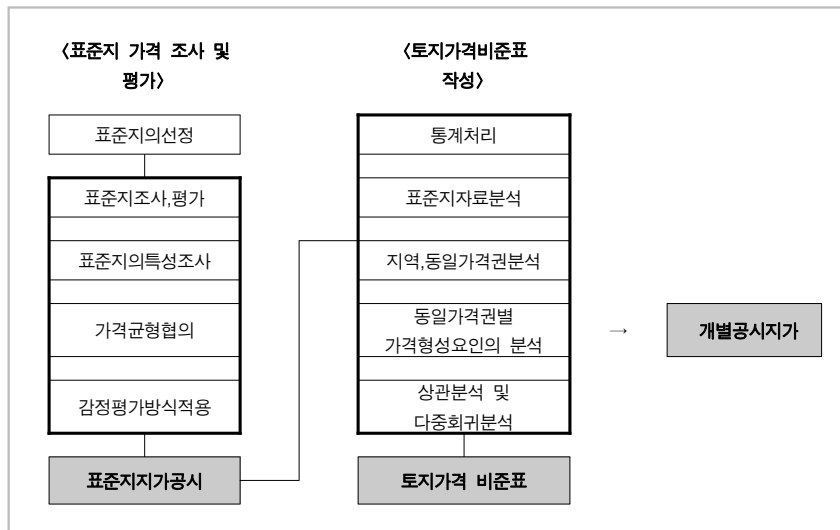 <표준지 가격 조사 및
평가>
표준지의선정
표준지조사,평가
표준지의특성조사
가격균형협의
감정평가방식적용
표준지지가공시
<토지가격비준표
작성>
통계처리
표준지자료분석
지역,동일가격권분석
동일가격권별
가격형성요인의 분석
상관분석 및
다중회귀분석
토지가격 비준표
→
개별공시지가